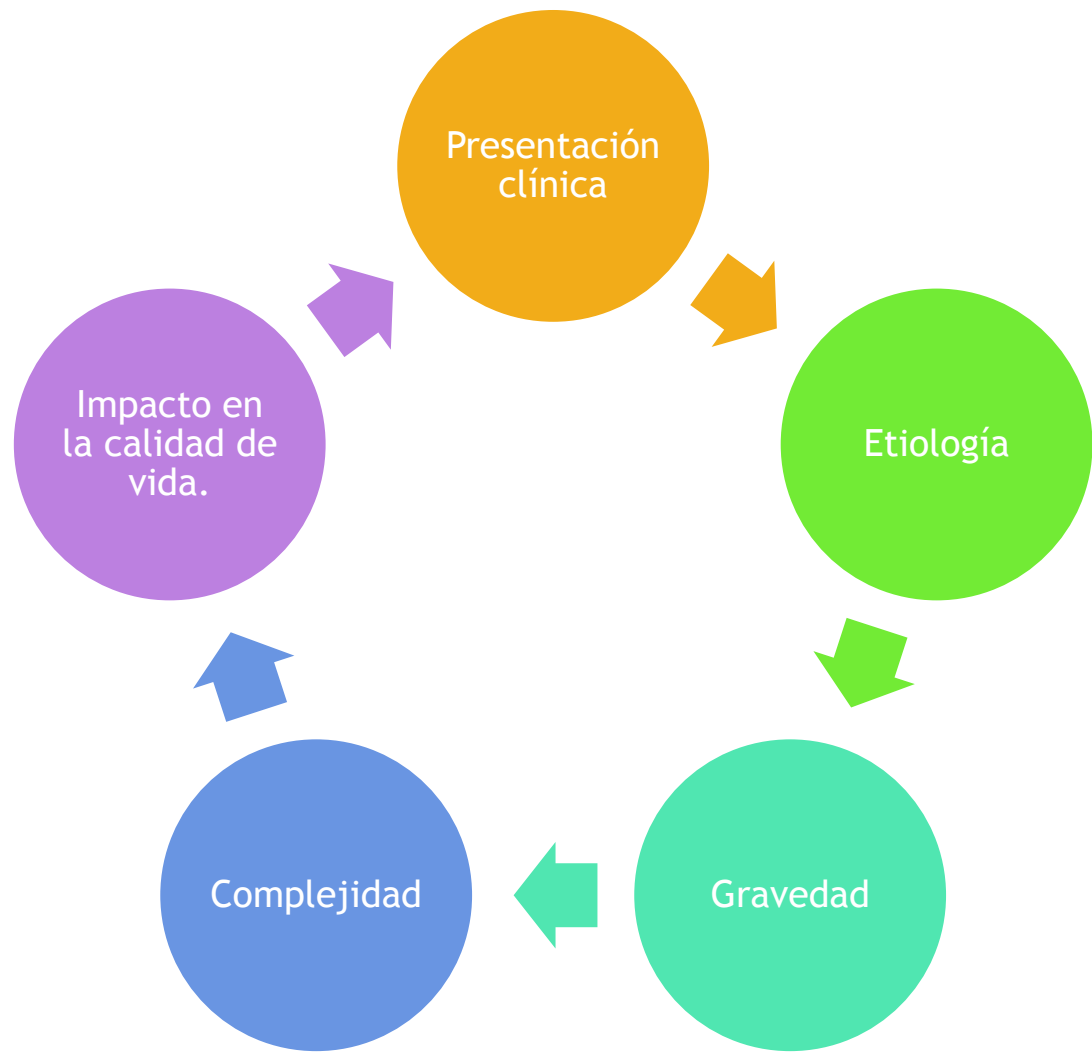 Presentación
clínica
Etiología
Gravedad
Complejidad
Impacto en
la calidad de
vida.